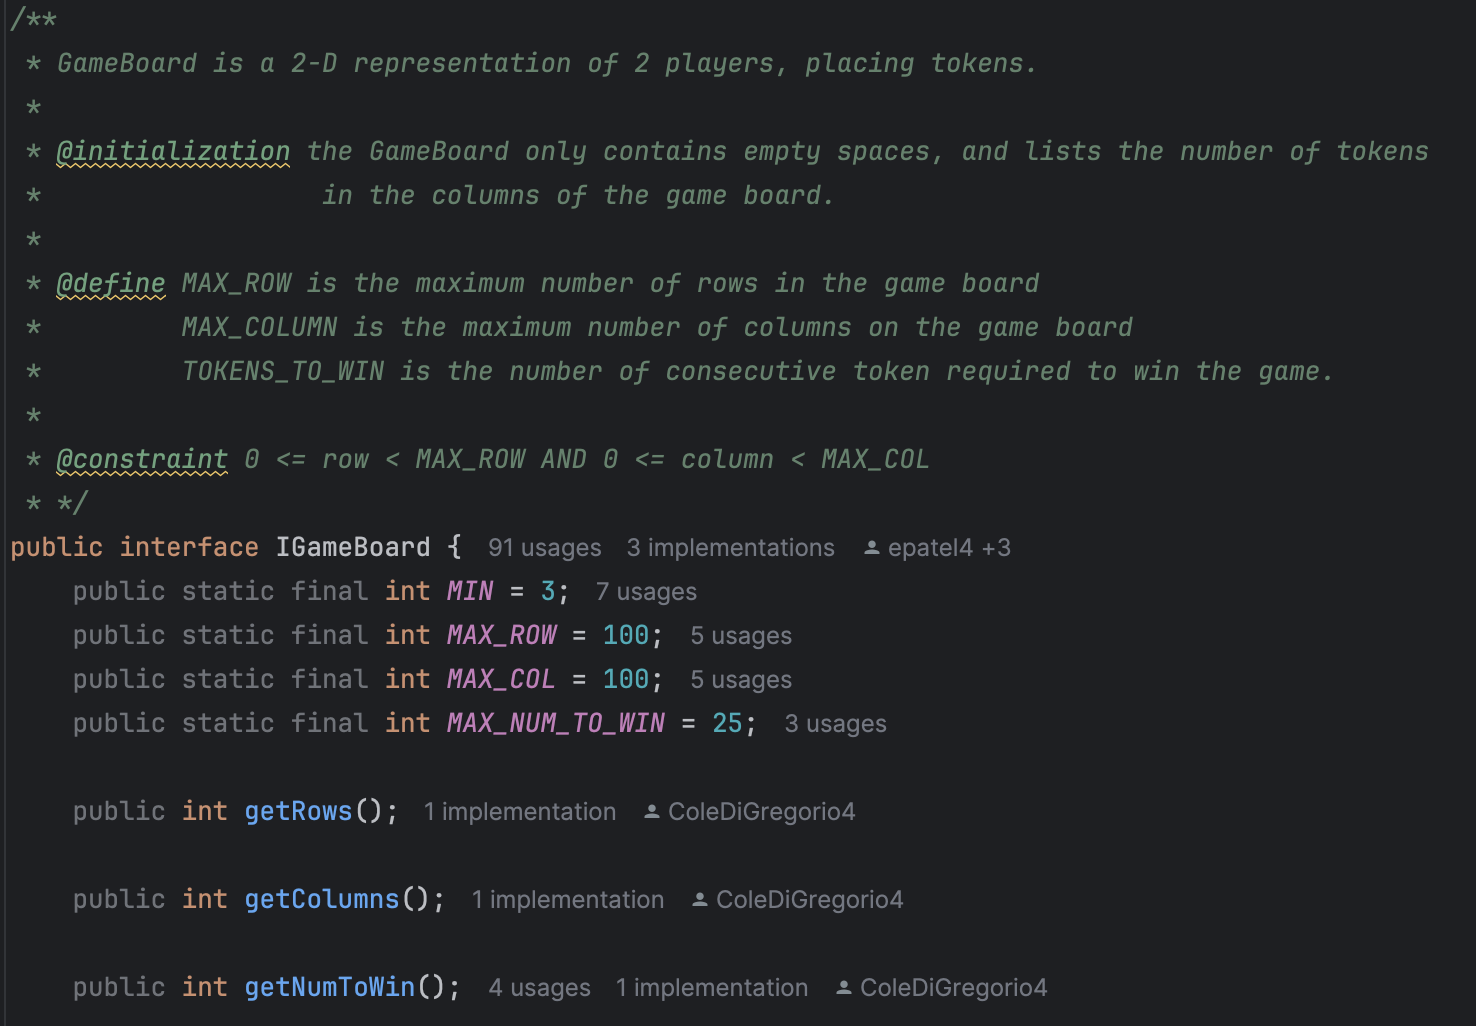 /**
* GameBoard is a 2-D representation of 2 players, placing tokens.
*
* @initialization the GameBoard only contains empty spaces, and lists the number of tokens
* in the columns of the game board.
*
* @define MAX_ROW is the maximum number of rows in the game board
* MAX_COLUMN is the maximum number of columns on the game board
* TOKENS_TO_WIN is the number of consecutive token required to win the game.
*
* @constraint 0 <= row < MAX_ROW AND 0 <= column < MAX_COL
* */
public interface IGameBoard { 91 usages 3 implementations epatel4 +3
public static final int MIN = 3; 7 usages
public static final int MAX_ROW = 100; 5 usages
public static final int MAX_COL = 100; 5 usages
public static final int MAX_NUM_TO_WIN = 25; 3 usages
public int getRows(); 1 implementation ColeDiGregorio4
public int getColumns(); 1 implementation ColeDiGregorio4
public int getNumToWin(); 4 usages 1 implementation ColeDiGregorio4